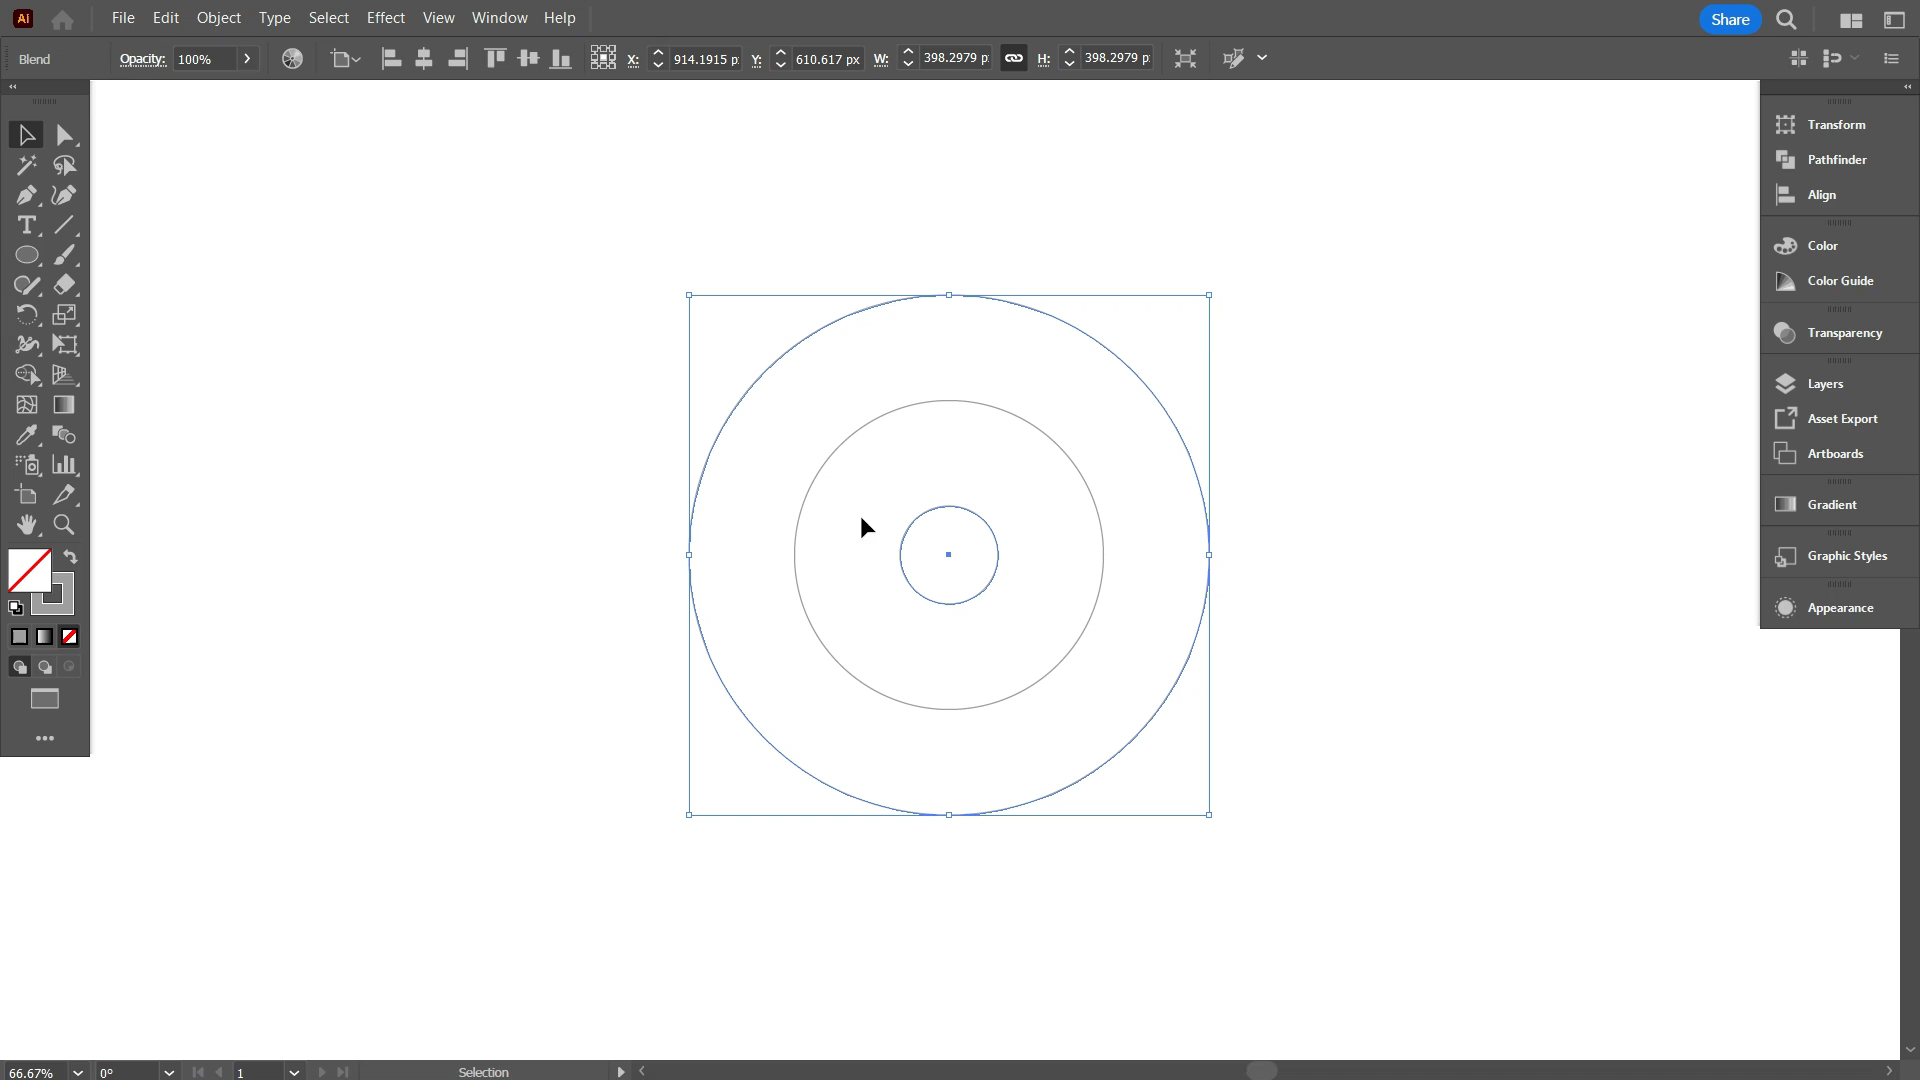 Ai File Edit Object Type Select Effect View Window Help Share
Blend Opacity: 100% X: 914.1915 p Y: 610.617 px W: 398.2979 p H: 398.2979 p
Transform
Pathfinder
Align
Color
Color Guide
Transparency
Layers
Asset Export
Artboards
Gradient
Graphic Styles
Appearance
66.67% 0° 1 Selection